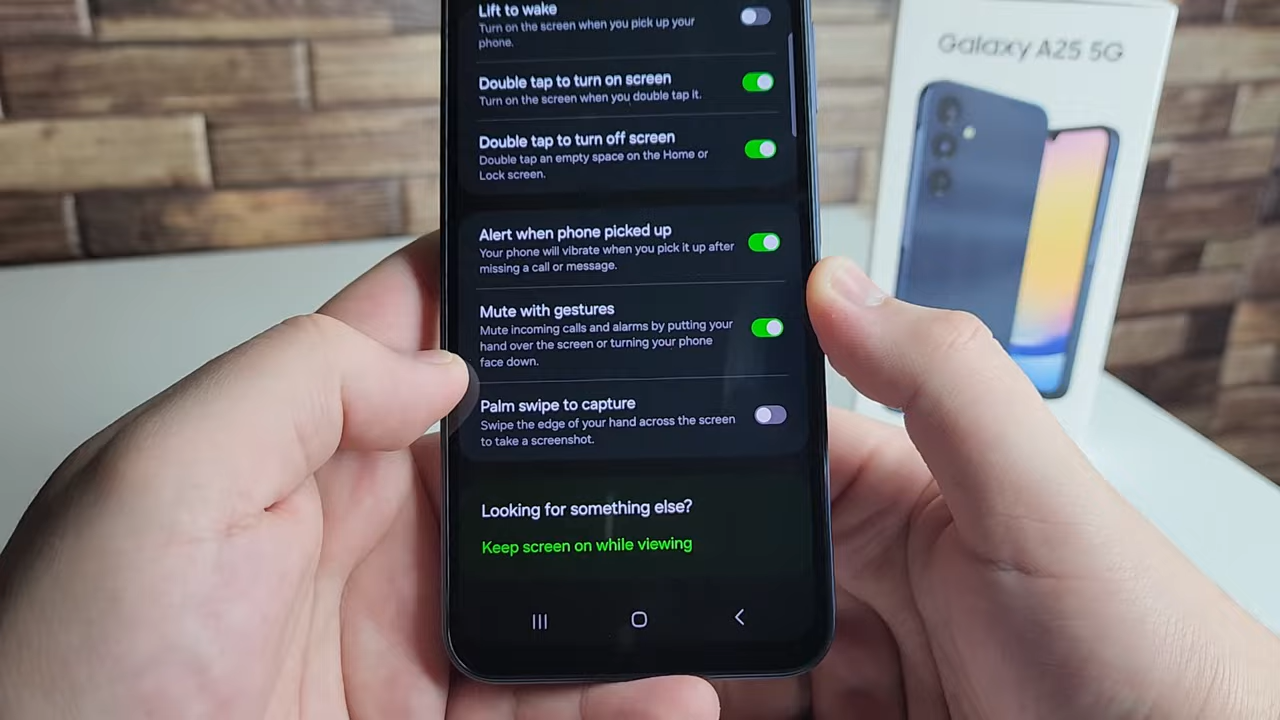 Lift to wake
Turn on the screen when you pick up your
phone.
Double tap to turn on screen
Turn on the screen when you double tap it.
Double tap to turn off screen
Double tap an empty space on the Home or
Lock screen.
Alert when phone picked up
Your phone will vibrate when you pick it up after
missing a call or message.
Mute with gestures
Mute incoming calls and alarms by putting your
hand over the screen or turning your phone
face down.
Palm swipe to capture
Swipe the edge of your hand across the screen
to take a screenshot.
Looking for something else?
Keep screen on while viewing
Galaxy A25 5G